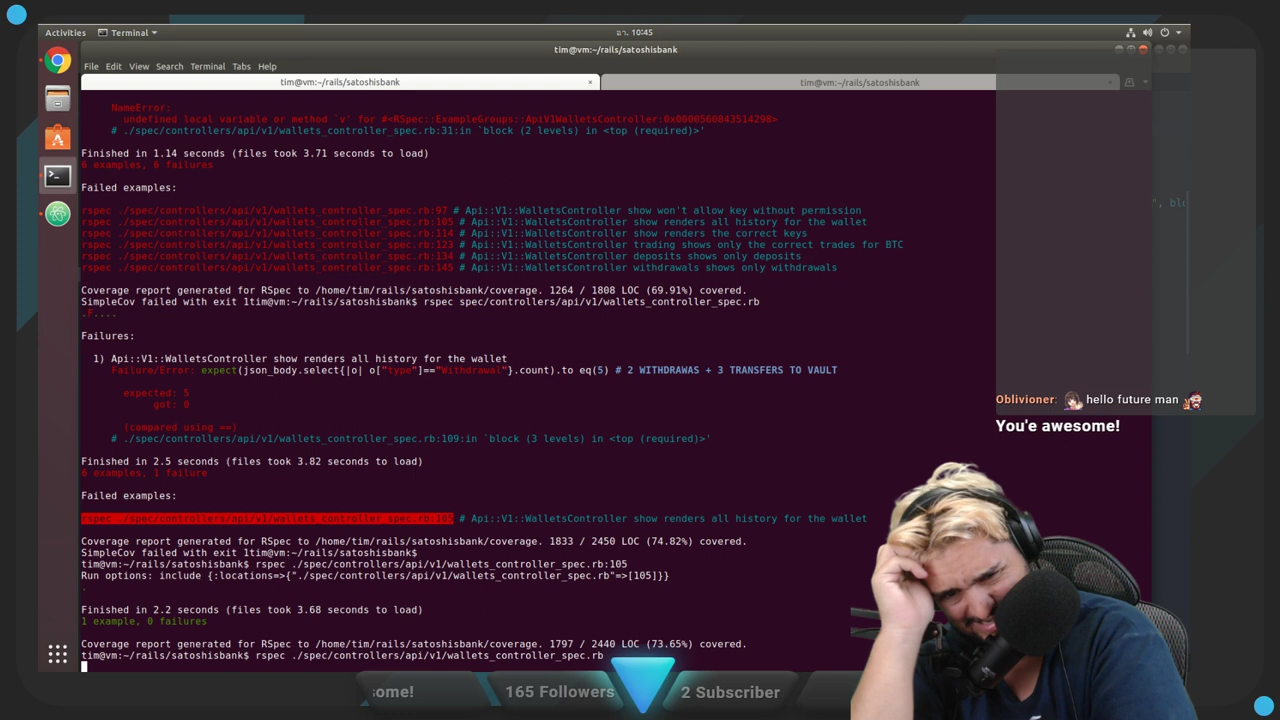 Activities
Terminal
10:45
tim@vm:~/rails/satoshisbank
File Edit View Search Terminal Tabs Help
tim@vm:~/rails/satoshisbank
tim@vm:~/rails/satoshisbank
NameError:
undefined local variable or method `v' for #<RSpec::ExampleGroups::ApiV1WalletsController:0x0000560843514298>
# ./spec/controllers/api/v1/wallets_controller_spec.rb:31:in `block (2 levels) in <top (required)>'
Finished in 1.14 seconds (files took 3.71 seconds to load)
6 examples, 6 failures
Failed examples:
rspec ./spec/controllers/api/v1/wallets_controller_spec.rb:97 # Api::V1::WalletsController show won't allow key without permission
rspec ./spec/controllers/api/v1/wallets_controller_spec.rb:105 # Api::V1::WalletsController show renders all history for the wallet
rspec ./spec/controllers/api/v1/wallets_controller_spec.rb:114 # Api::V1::WalletsController show renders the correct keys
rspec ./spec/controllers/api/v1/wallets_controller_spec.rb:123 # Api::V1::WalletsController trading shows only the correct trades for BTC
rspec ./spec/controllers/api/v1/wallets_controller_spec.rb:134 # Api::V1::WalletsController deposits shows only deposits
rspec ./spec/controllers/api/v1/wallets_controller_spec.rb:145 # Api::V1::WalletsController withdrawals shows only withdrawals
Coverage report generated for RSpec to /home/tim/rails/satoshisbank/coverage. 1264 / 1808 LOC (69.91%) covered.
SimpleCov failed with exit 1tim@vm:~/rails/satoshisbank$ rspec spec/controllers/api/v1/wallets_controller_spec.rb
.F....
Failures:
1) Api::V1::WalletsController show renders all history for the wallet
Failure/Error: expect(json_body.select{|o| o["type"]=="Withdrawal"}.count).to eq(5) # 2 WITHDRAWAS + 3 TRANSFERS TO VAULT
expected: 5
got: 0
(compared using ==)
# ./spec/controllers/api/v1/wallets_controller_spec.rb:109:in `block (3 levels) in <top (required)>'
Finished in 2.5 seconds (files took 3.82 seconds to load)
6 examples, 1 failure
Failed examples:
rspec ./spec/controllers/api/v1/wallets_controller_spec.rb:105 # Api::V1::WalletsController show renders all history for the wallet
Coverage report generated for RSpec to /home/tim/rails/satoshisbank/coverage. 1833 / 2450 LOC (74.82%) covered.
SimpleCov failed with exit 1tim@vm:~/rails/satoshisbank$
tim@vm:~/rails/satoshisbank$ rspec ./spec/controllers/api/v1/wallets_controller_spec.rb:105
Run options: include {:locations=>{"./spec/controllers/api/v1/wallets_controller_spec.rb"=>[105]}}
.
Finished in 2.2 seconds (files took 3.68 seconds to load)
1 example, 0 failures
Coverage report generated for RSpec to /home/tim/rails/satoshisbank/coverage. 1797 / 2440 LOC (73.65%) covered.
tim@vm:~/rails/satoshisbank$ rspec ./spec/controllers/api/v1/wallets_controller_spec.rb
Oblivioner: hello future man
You'e awesome!
some!
165 Followers
2 Subscriber